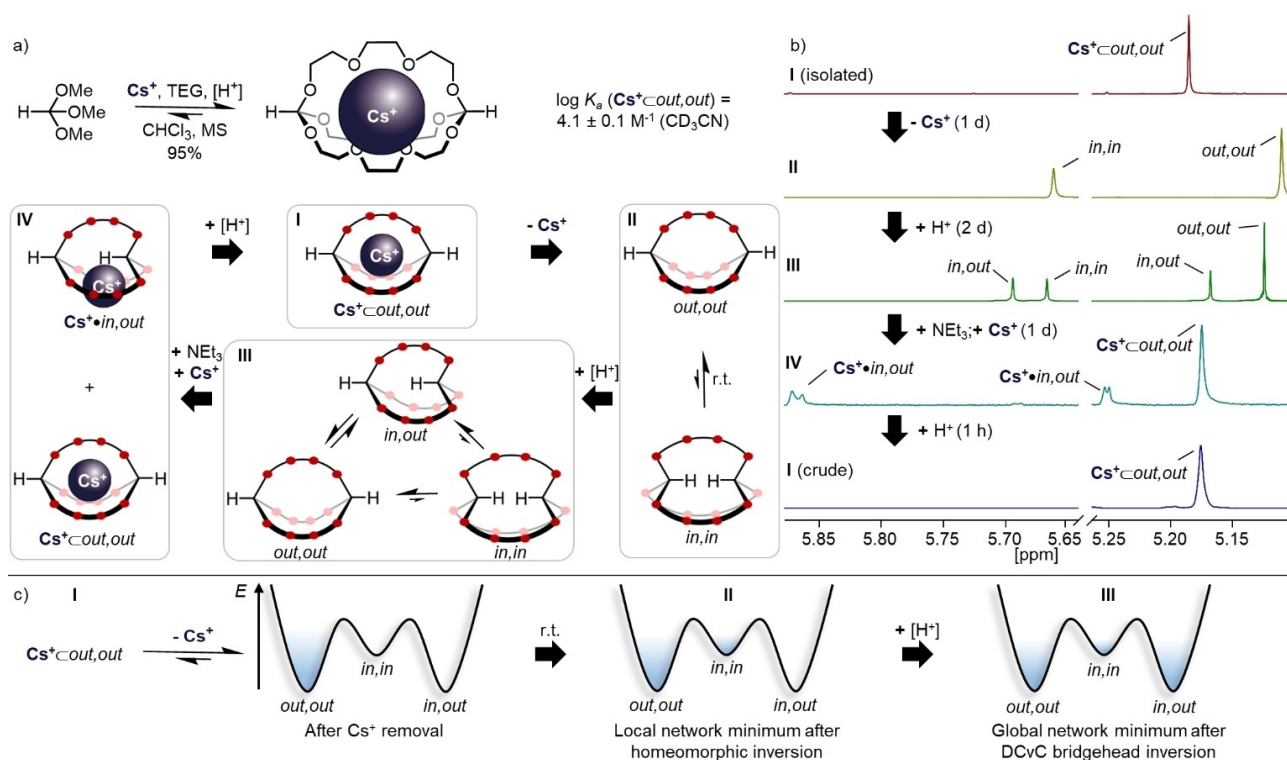 a)
H
OMe
OMe
OMe
Cs⁺, TEG, [H⁺]
CHCl₃, MS
95%
O O
H O O Cs⁺ O O H
O O
log Kₐ (Cs⁺⊂out,out) =
4.1 ± 0.1 M⁻¹ (CD₃CN)
IV
H H
Cs⁺
Cs⁺•in,out
+
H Cs⁺ H
Cs⁺⊂out,out
+ [H⁺]
I
H Cs⁺ H
Cs⁺⊂out,out
- Cs⁺
II
H H
out,out
r.t.
H H
in,in
+ NEt₃
+ Cs⁺
III
H H
in,out
H H
out,out
H H
in,in
+ [H⁺]
b)
I (isolated)
Cs⁺⊂out,out
- Cs⁺ (1 d)
II
in,in
out,out
+ H⁺ (2 d)
III
in,out
in,in
in,out
out,out
+ NEt₃;+ Cs⁺ (1 d)
IV
Cs⁺•in,out
Cs⁺•in,out
Cs⁺⊂out,out
+ H⁺ (1 h)
I (crude)
Cs⁺⊂out,out
5.85 5.80 5.75 5.70 5.65 5.25 5.20 5.15
[ppm]
c)
I
Cs⁺⊂out,out
- Cs⁺
E
out,out
in,in
in,out
After Cs⁺ removal
r.t.
II
out,out
in,in
in,out
Local network minimum after
homeomorphic inversion
+ [H⁺]
III
out,out
in,in
in,out
Global network minimum after
DCvC bridgehead inversion